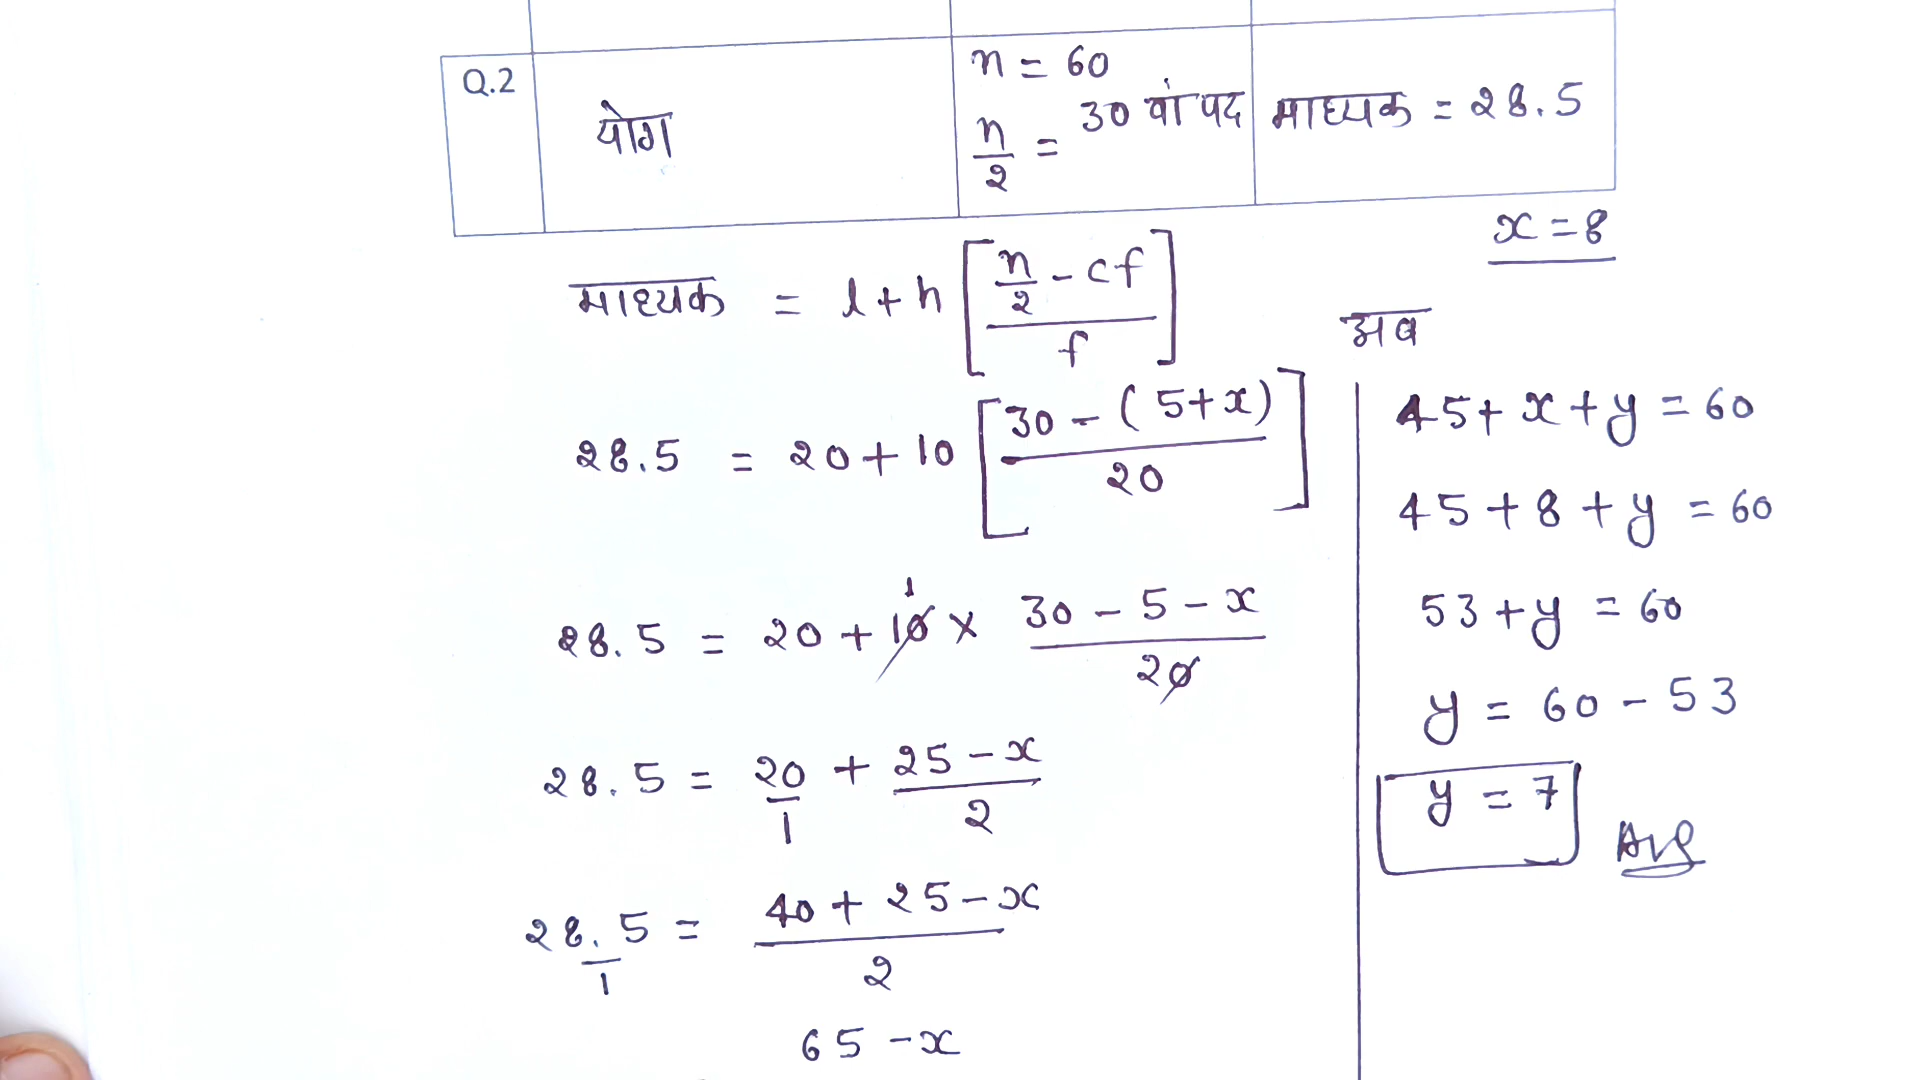 Q.2
योग
n = 60
n/2 = 30 वां पद
माध्यक = 28.5
x = 8
माध्यक = l + h [ (n/2 - cf) / f ]
28.5 = 20 + 10 [ (30 - (5 + x)) / 20 ]
28.5 = 20 + 10 1 × (30 - 5 - x) / 20
28.5 = 20/1 + (25 - x) / 2
28.5/1 = (40 + 25 - x) / 2
65 - x
अब
45 + x + y = 60
45 + 8 + y = 60
53 + y = 60
y = 60 - 53
y = 7
Ans